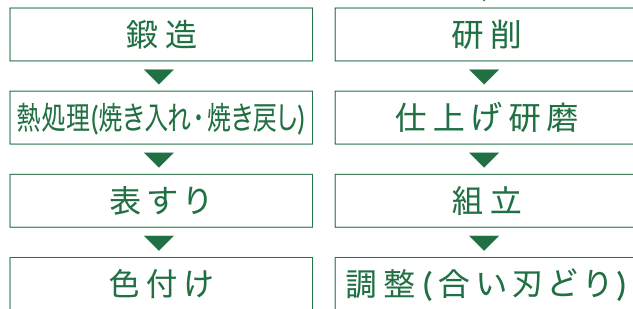 鍛造
熱処理(焼き入れ・焼き戻し)
表すり
色付け
研削
仕上げ研磨
組立
調整(合い刃どり)